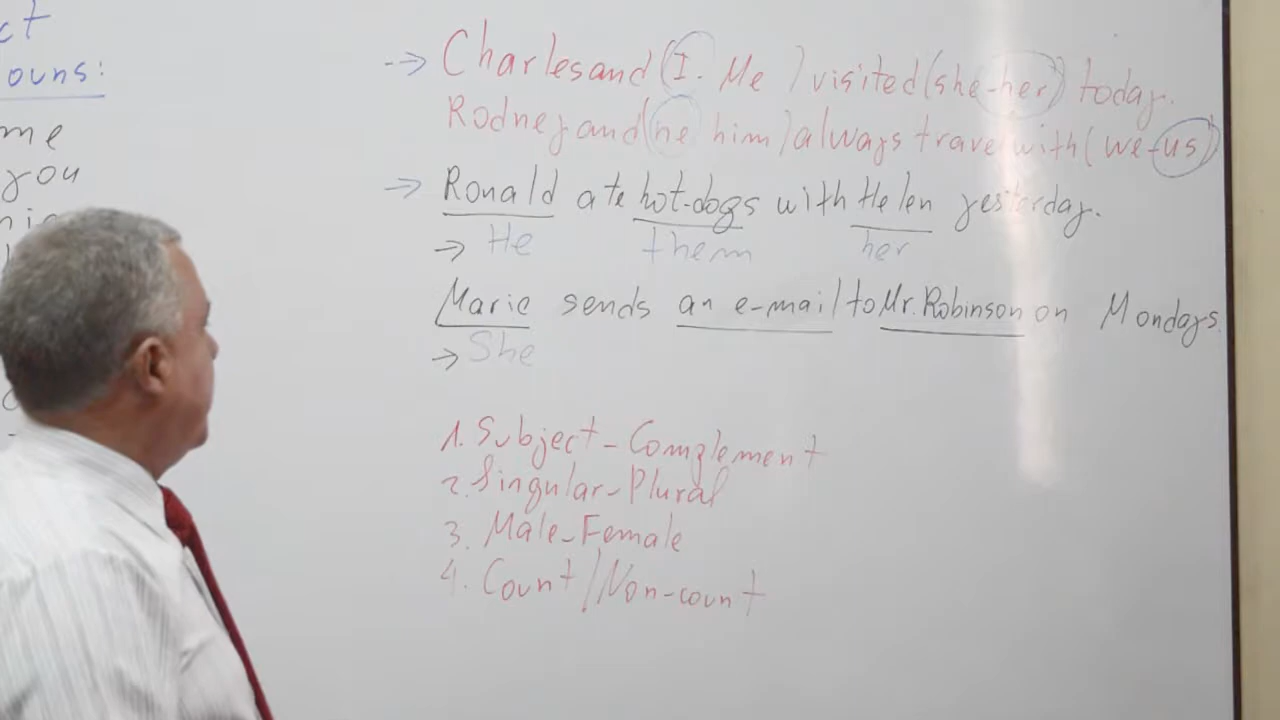 ct
ouns:
me
you
→ Charles and (I. Me) visited (she-her) today.
Rodney and (he him) always trave with (we-us)
→ Ronald ate hot-dogs with Helen yesterday.
→ He them her
Marie sends an e-mail to Mr. Robinson on Mondays.
→ She
1. Subject-Complement
2. Singular-Plural
3. Male-Female
4. Count/Non-count